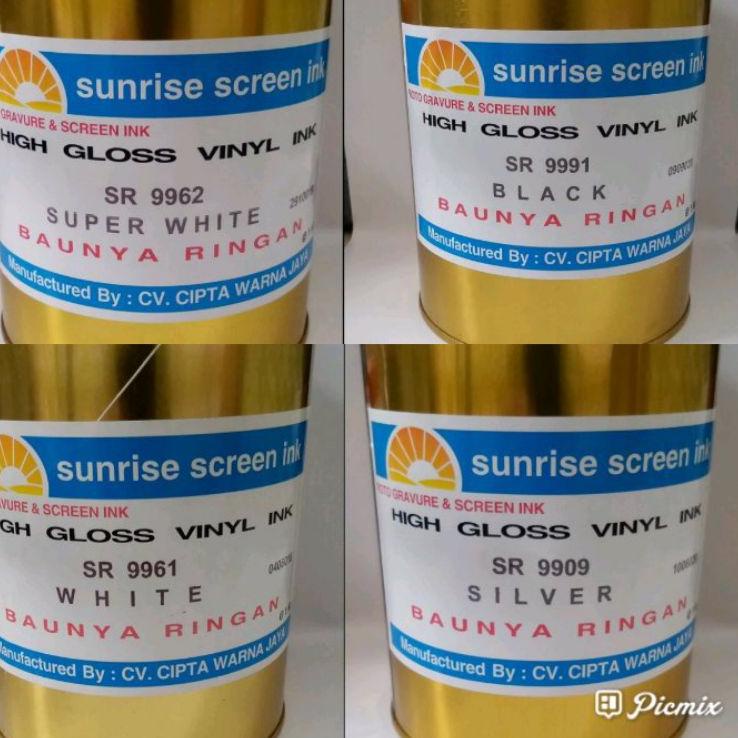 sunrise screen ink
GRAVURE & SCREEN INK
HIGH GLOSS VINYL INK
SR 9962
SUPER WHITE
BAUNYA RINGAN
Manufactured By : CV. CIPTA WARNA JAYA
sunrise screen ink
ROTO GRAVURE & SCREEN INK
HIGH GLOSS VINYL INK
SR 9991
BLACK
BAUNYA RINGAN
Manufactured By : CV. CIPTA WARNA JAYA
sunrise screen ink
& SCREEN INK
GLOSS VINYL INK
SR 9961
WHITE
BAUNYA RINGAN
Manufactured By : CV. CIPTA WARNA JAYA
sunrise screen ink
ROTO GRAVURE & SCREEN INK
HIGH GLOSS VINYL INK
SR 9909
SILVER
BAUNYA RINGAN
Manufactured By : CV. CIPTA WARNA JAYA
Picmix